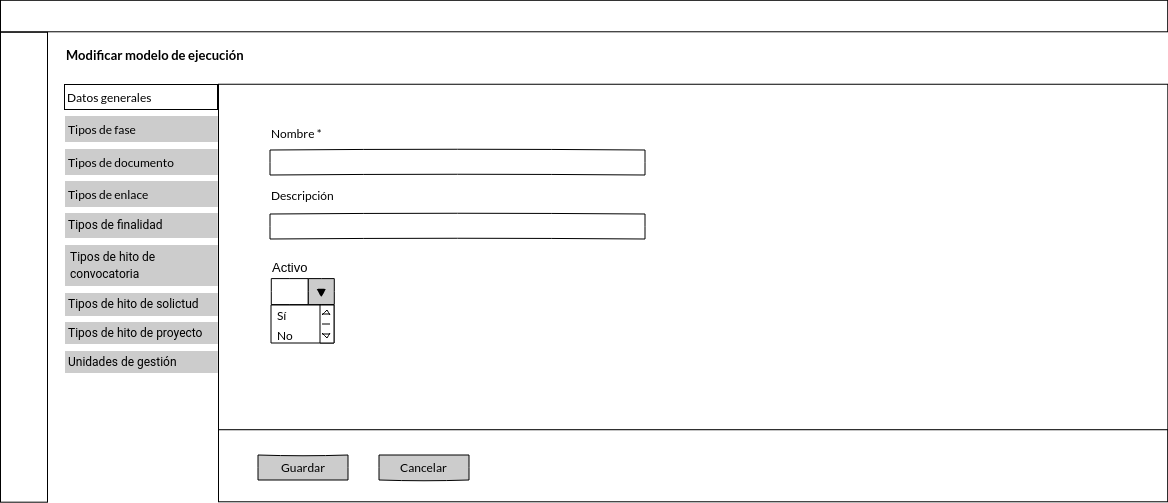 Modificar modelo de ejecución
Datos generales
Tipos de fase
Tipos de documento
Tipos de enlace
Tipos de finalidad
Tipos de hito de
convocatoria
Tipos de hito de solictud
Tipos de hito de proyecto
Unidades de gestión
Nombre *
Descripción
Activo
Sí
No
Guardar
Cancelar